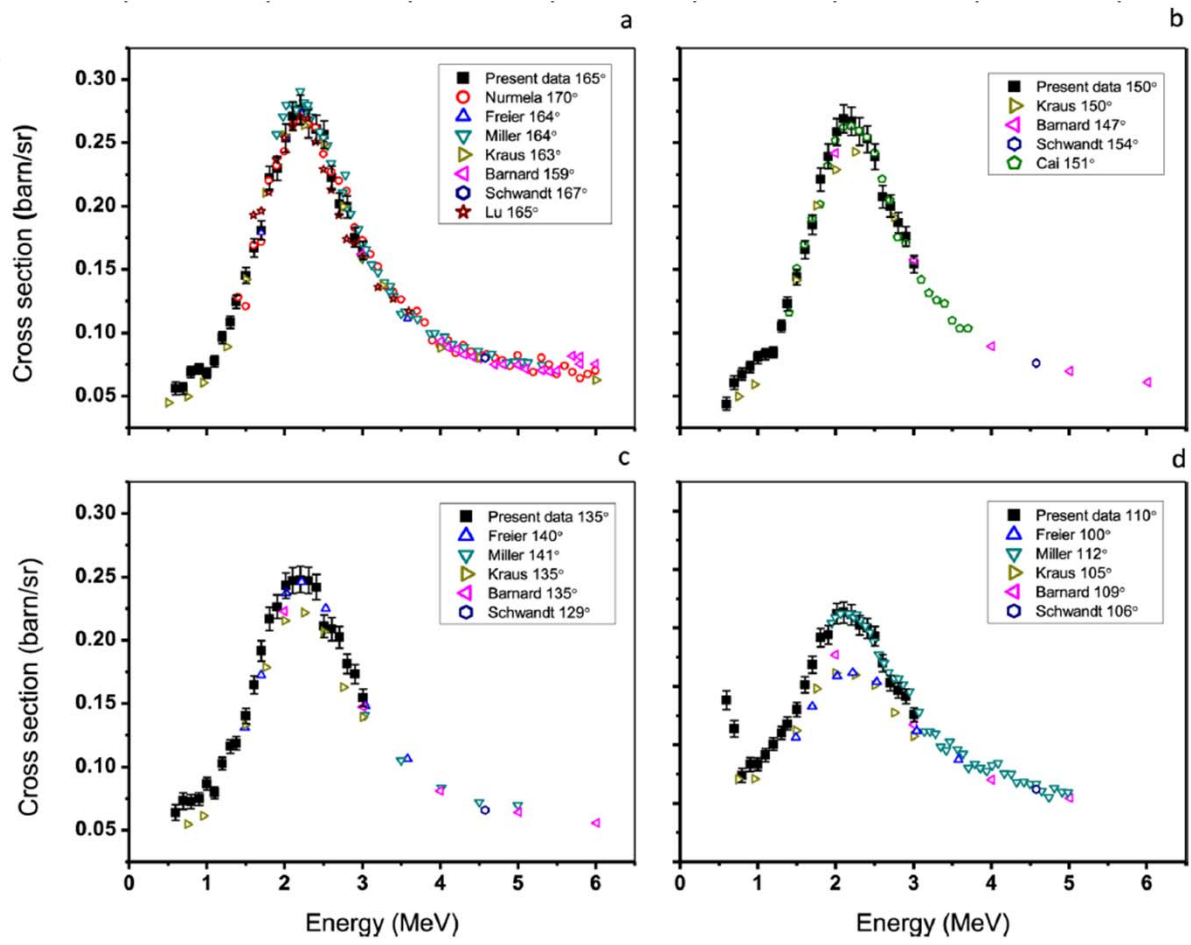 a
b
0.30
0.25
0.20
0.15
0.10
0.05
Cross section (barn/sr)
Present data 165°
Nurmela 170°
Freier 164°
Miller 164°
Kraus 163°
Barnard 159°
Schwandt 167°
Lu 165°
Present data 150°
Kraus 150°
Barnard 147°
Schwandt 154°
Cai 151°
c
d
0.30
0.25
0.20
0.15
0.10
0.05
Cross section (barn/sr)
Present data 135°
Freier 140°
Miller 141°
Kraus 135°
Barnard 135°
Schwandt 129°
Present data 110°
Freier 100°
Miller 112°
Kraus 105°
Barnard 109°
Schwandt 106°
0 1 2 3 4 5 6
0 1 2 3 4 5 6
Energy (MeV)
Energy (MeV)